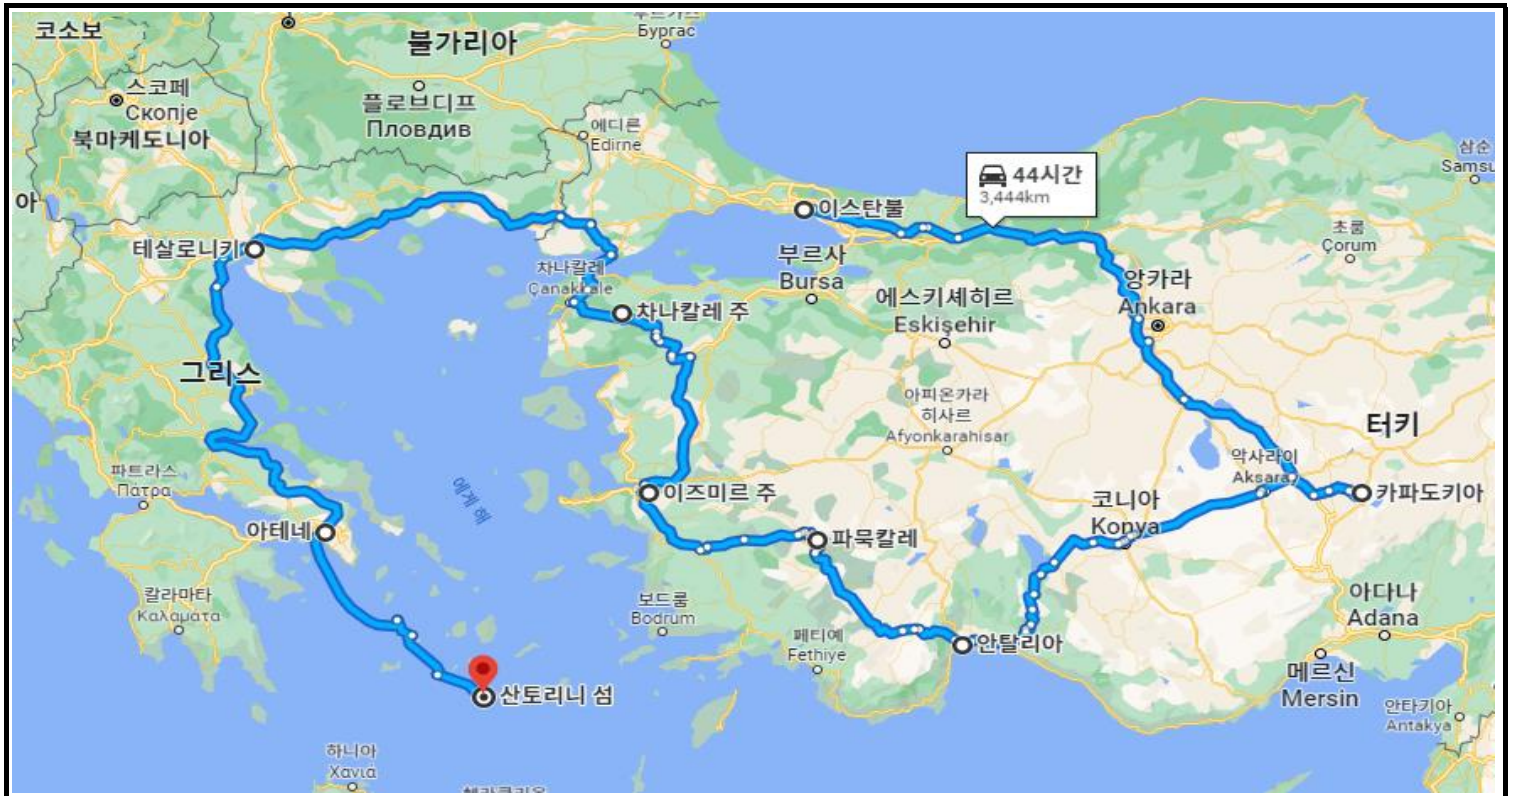 코소보
불가리아
Бургас
스코페
Скопје
북마케도니아
플로브디프
Пловдив
에디른
Edirne
삼순
Samsu
아
44시간
3,444km
이스탄불
테살로니키
차나칼레
Çanakkale
차나칼레 주
부르사
Bursa
에스키셰히르
Eskişehir
앙카라
Ankara
초룸
Çorum
그리스
아피온카라
히사르
Afyonkarahisar
터키
파트라스
Πάτρα
에게 해
이즈미르 주
코니아
Konya
악사라이
Aksaray
카파도키아
아테네
파묵칼레
칼라마타
Καλαμάτα
보드룸
Bodrum
페티예
Fethiye
안탈리아
아다나
Adana
메르신
Mersin
안타키아
Antakya
산토리니 섬
하니아
Χανιά